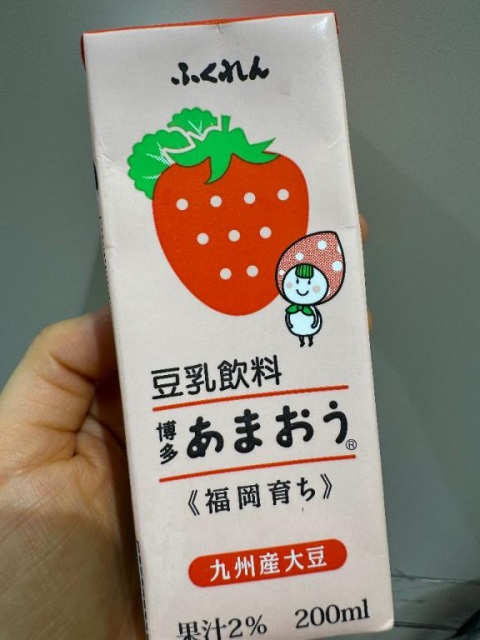 ふくれん
豆乳飲料
博多 あまおう®
《福岡育ち》
九州産大豆
果汁2% 200ml